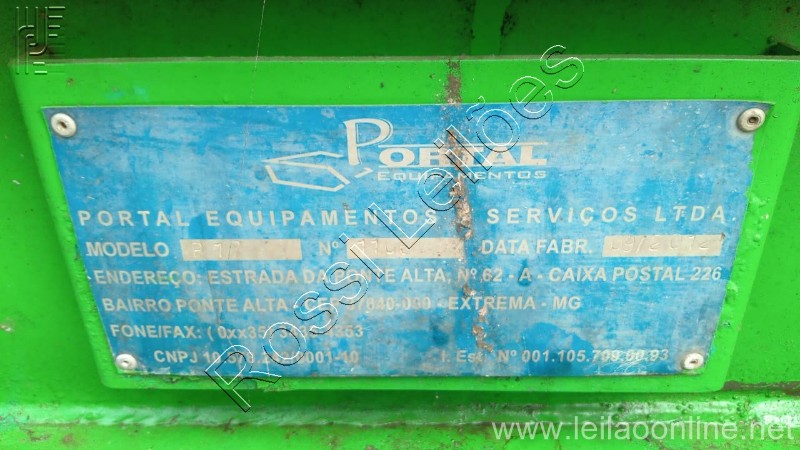 PORTAL
EQUIPAMENTOS
PORTAL EQUIPAMENTOS SERVIÇOS LTDA.
MODELO Nº DATA FABR.
ENDEREÇO: ESTRADA DA PONTE ALTA, Nº 62 - A - CAIXA POSTAL 226
BAIRRO PONTE ALTA - EXTREMA - MG
FONE/FAX:
CNPJ I. Est. Nº 001.105.709.00.93
Rossi Leilões
www.leilaoonline.net